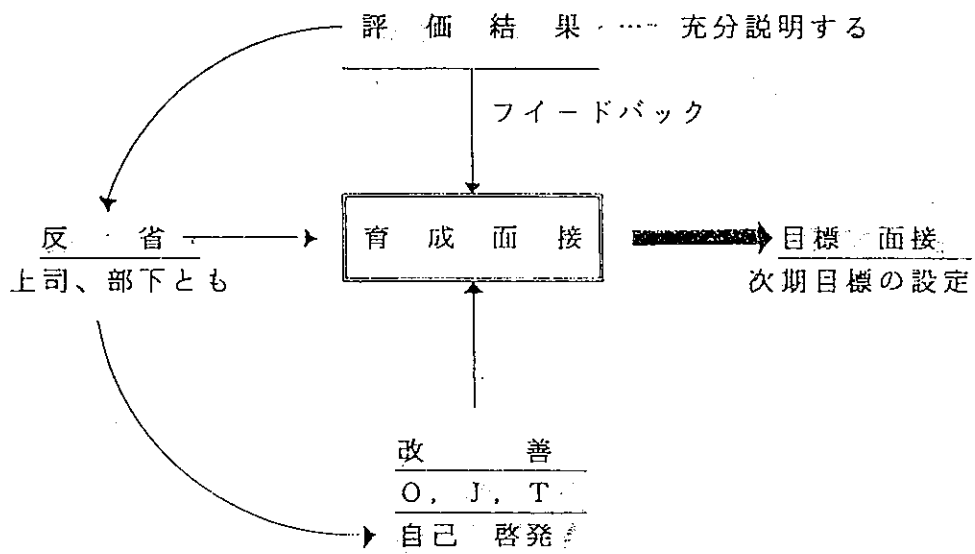 評価結果 …… 充分説明する
フイードバック
反省
上司、部下とも
育成面接
目標 面接
次期目標の設定
改善
O, J, T
自己 啓発